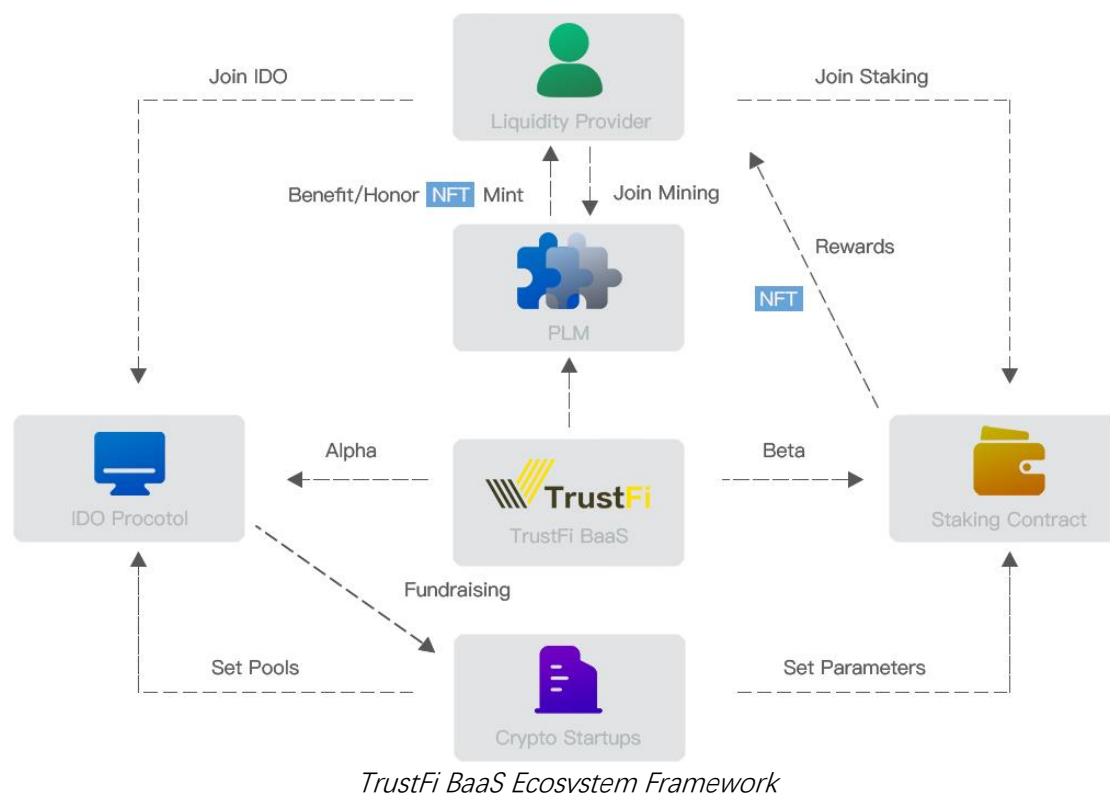 Join IDO
Join Staking
Liquidity Provider
Benefit/Honor NFT Mint
Join Mining
Rewards
NFT
PLM
Alpha
Beta
TrustFi
IDO Procotol
TrustFi BaaS
Staking Contract
Fundraising
Set Pools
Set Parameters
Crypto Startups
TrustFi BaaS Ecosystem Framework